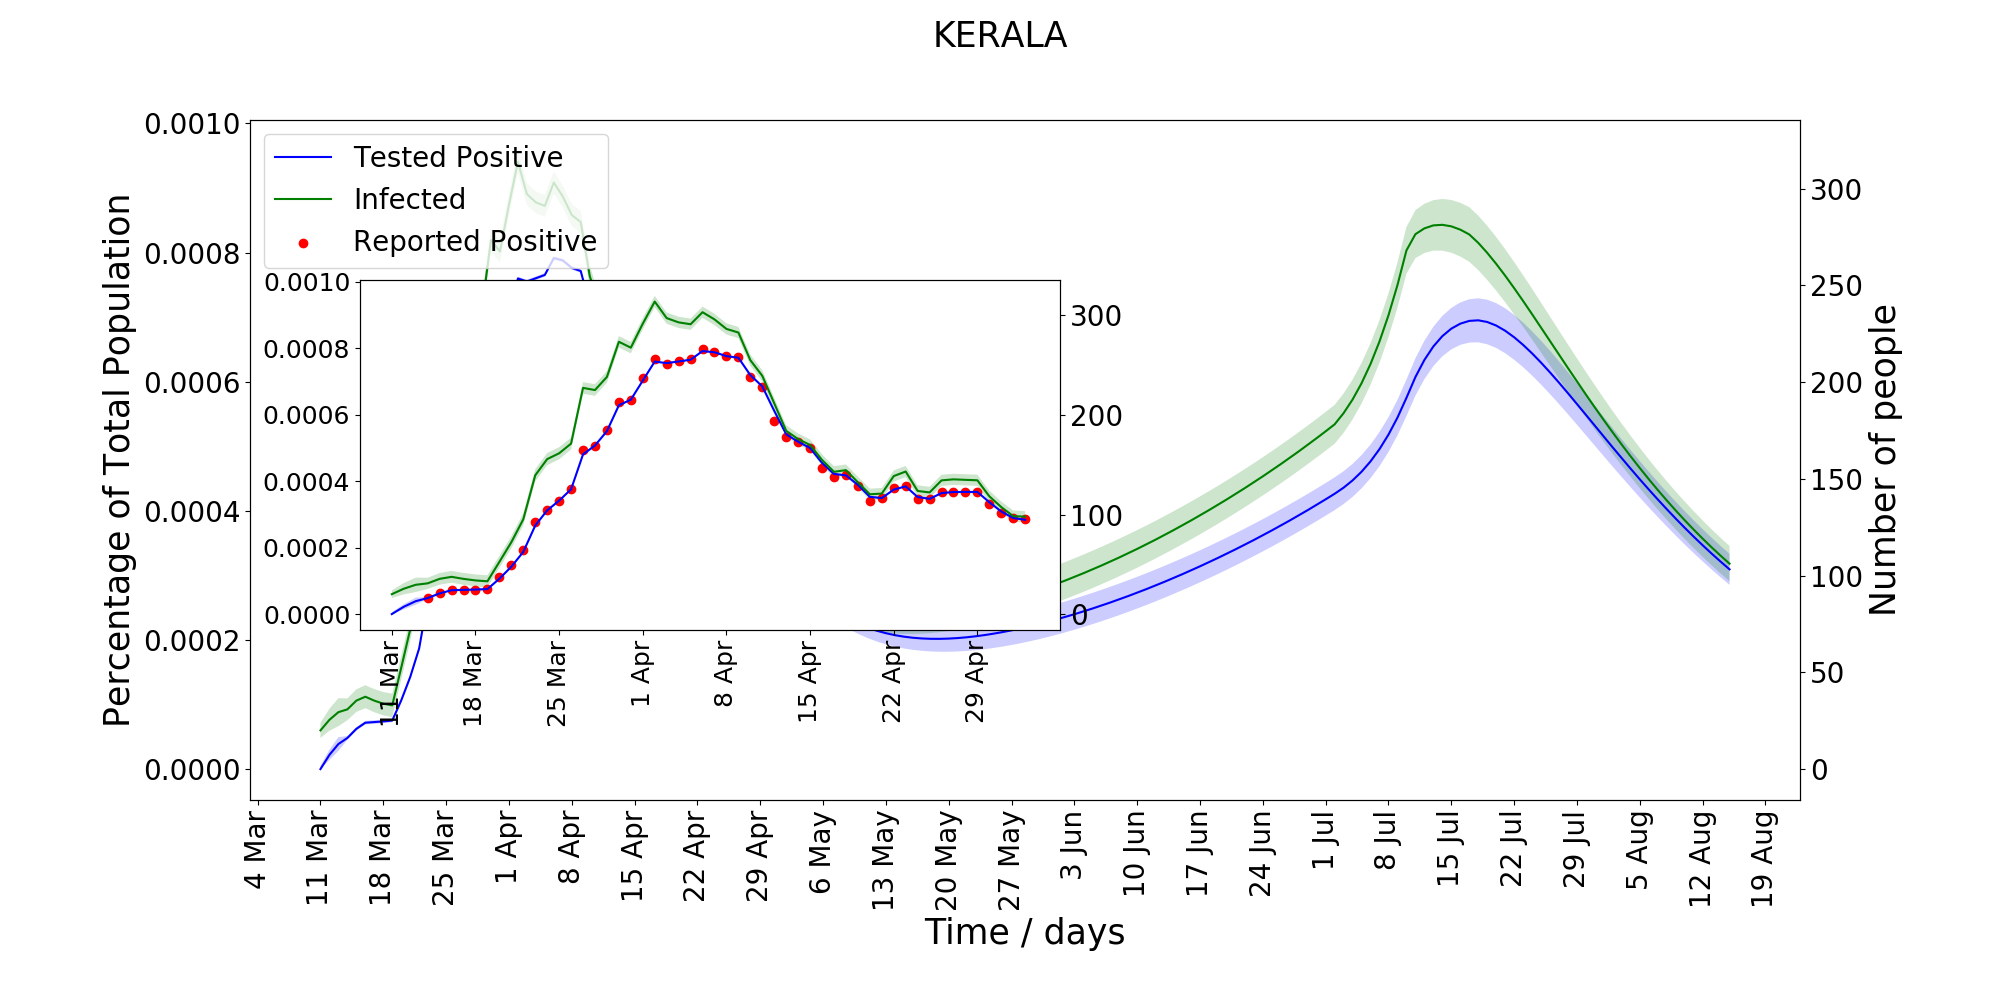 KERALA
Percentage of Total Population
0.0010
0.0008
0.0006
0.0004
0.0002
0.0000
Tested Positive
Infected
Reported Positive
0.0010
0.0008
0.0006
0.0004
0.0002
0.0000
300
200
100
0
11 Mar
18 Mar
25 Mar
1 Apr
8 Apr
15 Apr
22 Apr
29 Apr
300
250
200
150
100
50
0
Number of people
4 Mar
11 Mar
18 Mar
25 Mar
1 Apr
8 Apr
15 Apr
22 Apr
29 Apr
6 May
13 May
20 May
27 May
3 Jun
10 Jun
17 Jun
24 Jun
1 Jul
8 Jul
15 Jul
22 Jul
29 Jul
5 Aug
12 Aug
19 Aug
Time / days